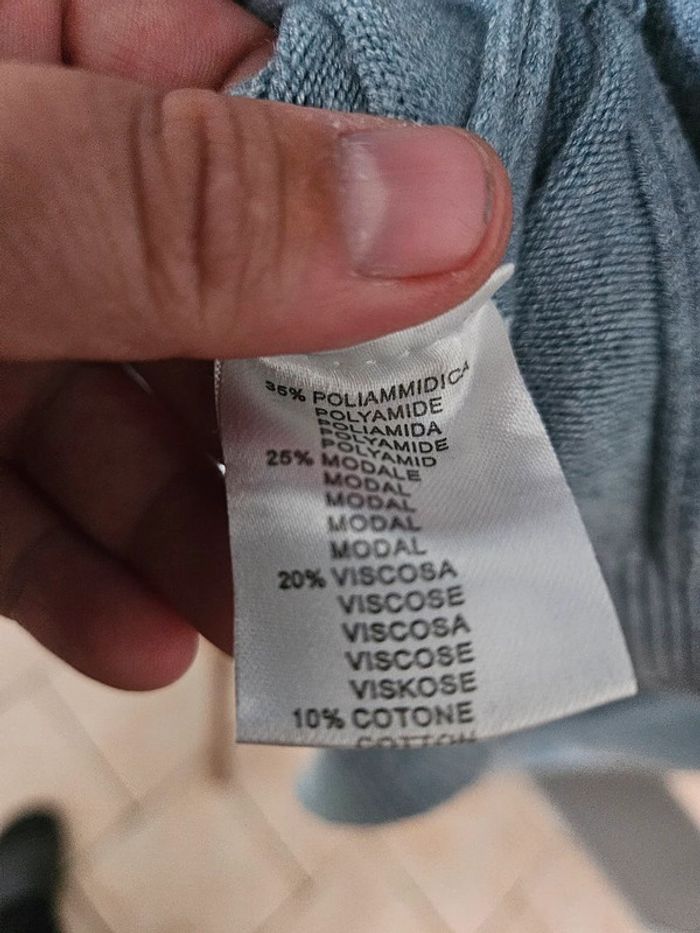 35% POLIAMMIDICA
POLYAMIDE
POLIAMIDA
POLYAMIDE
POLYAMID
25% MODALE
MODAL
MODAL
MODAL
MODAL
20% VISCOSA
VISCOSE
VISCOSA
VISCOSE
VISKOSE
10% COTONE
COTTON